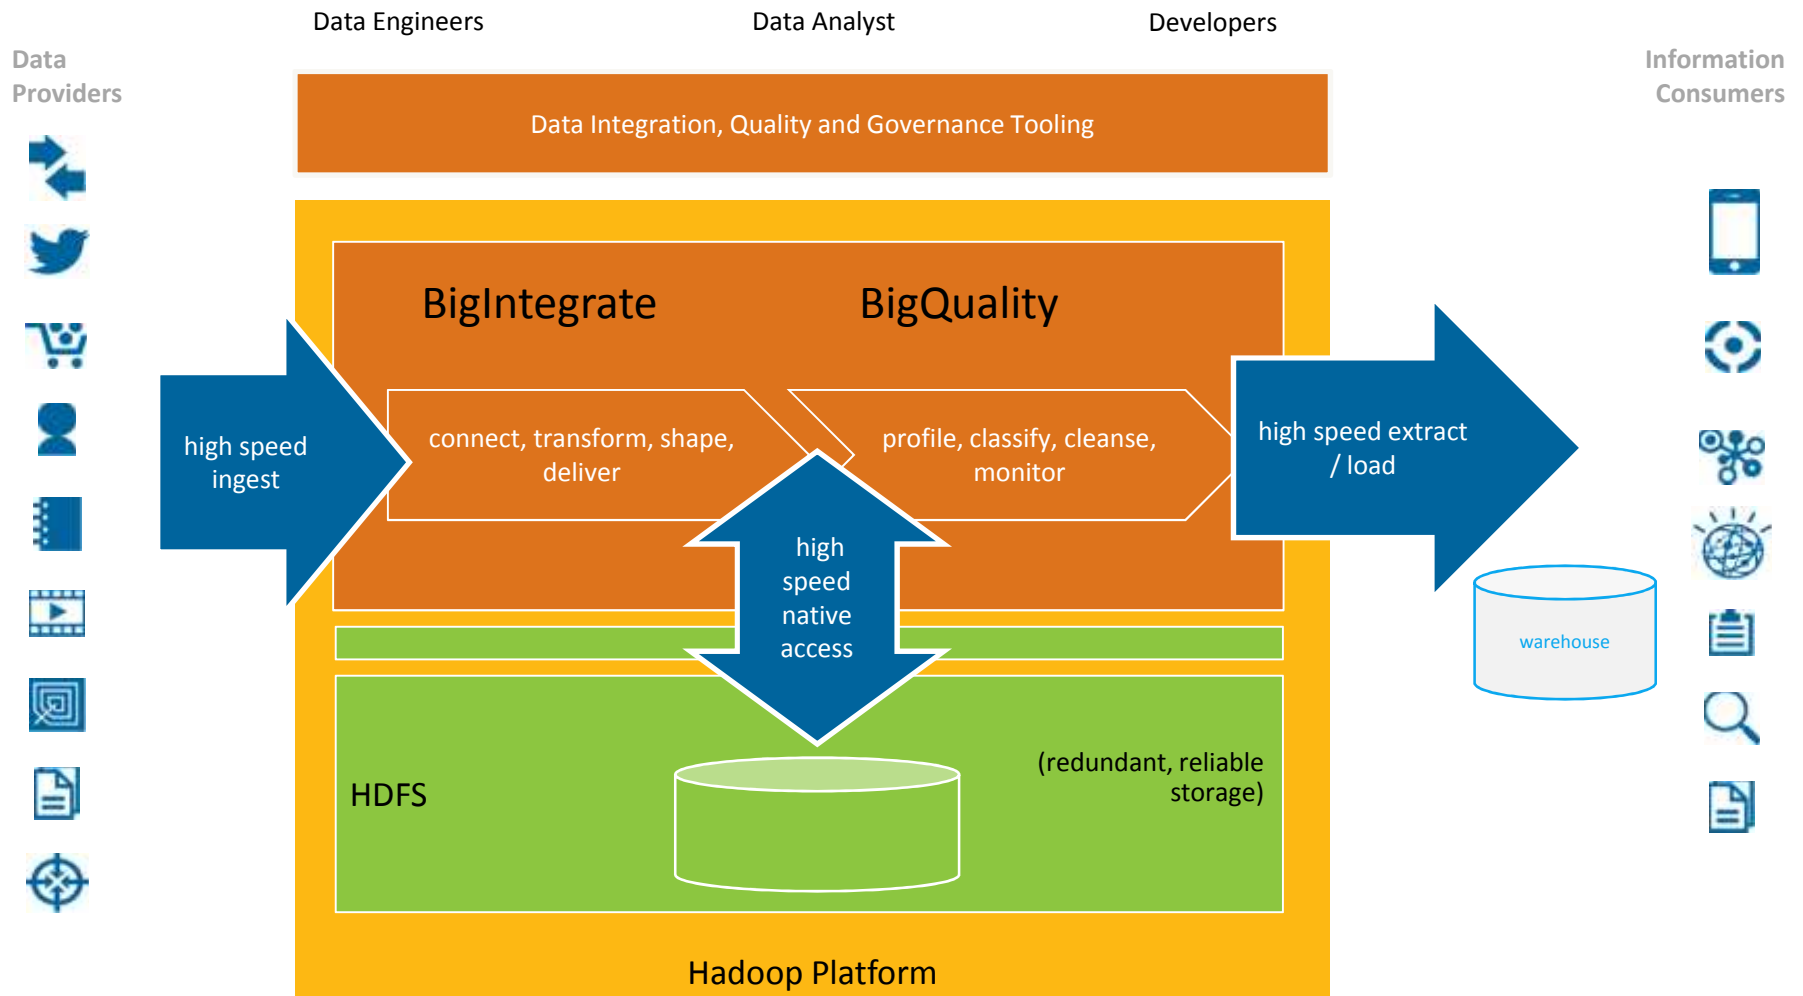 Data Engineers
Data Analyst
Developers
Data
Providers
Information
Consumers
Data Integration, Quality and Governance Tooling
BigIntegrate
BigQuality
high speed
ingest
connect, transform, shape,
deliver
profile, classify, cleanse,
monitor
high speed extract
/ load
high
speed
native
access
warehouse
HDFS
(redundant, reliable
storage)
Hadoop Platform